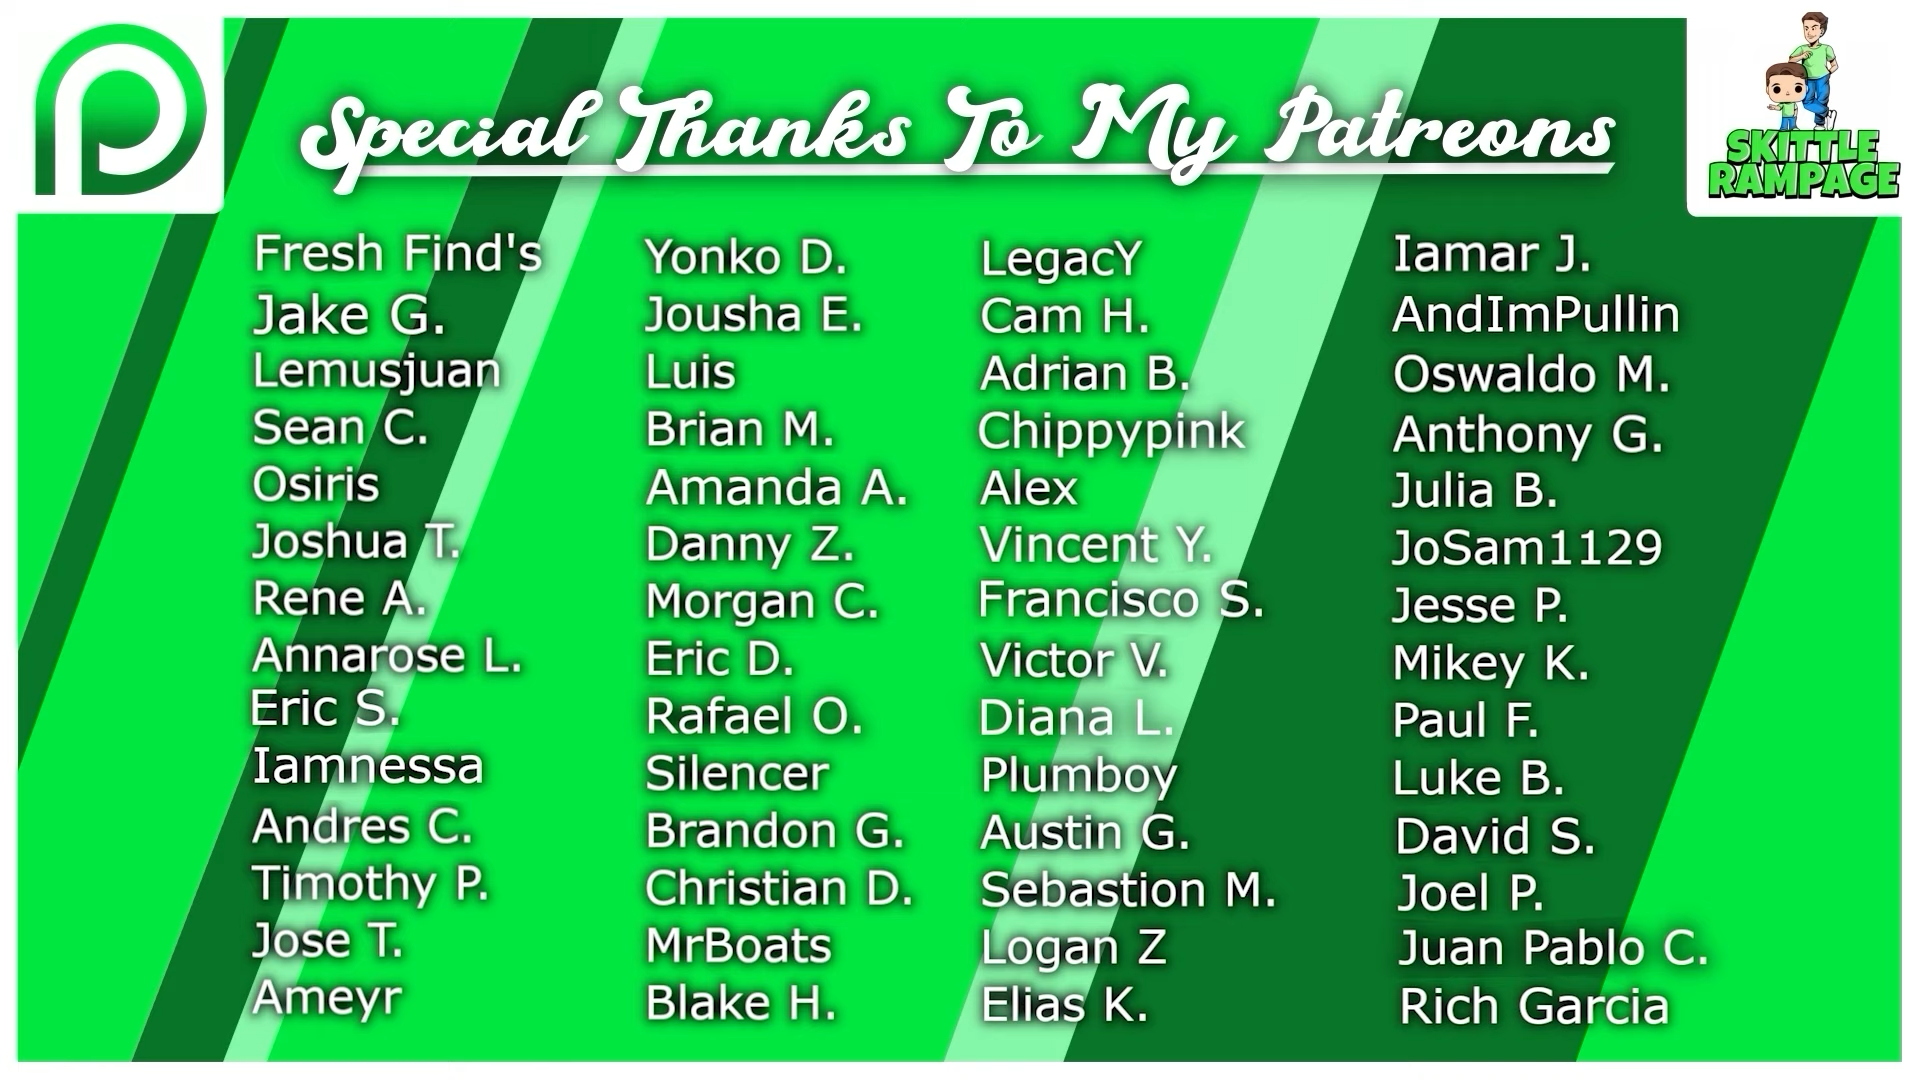 Special Thanks To My Patreons
SKITTLE
RAMPAGE
Fresh Find's
Jake G.
Lemusjuan
Sean C.
Osiris
Joshua T.
Rene A.
Annarose L.
Eric S.
Iamnessa
Andres C.
Timothy P.
Jose T.
Ameyr
Yonko D.
Jousha E.
Luis
Brian M.
Amanda A.
Danny Z.
Morgan C.
Eric D.
Rafael O.
Silencer
Brandon G.
Christian D.
MrBoats
Blake H.
LegacY
Cam H.
Adrian B.
Chippypink
Alex
Vincent Y.
Francisco S.
Victor V.
Diana L.
Plumboy
Austin G.
Sebastion M.
Logan Z
Elias K.
Iamar J.
AndImPullin
Oswaldo M.
Anthony G.
Julia B.
JoSam1129
Jesse P.
Mikey K.
Paul F.
Luke B.
David S.
Joel P.
Juan Pablo C.
Rich Garcia